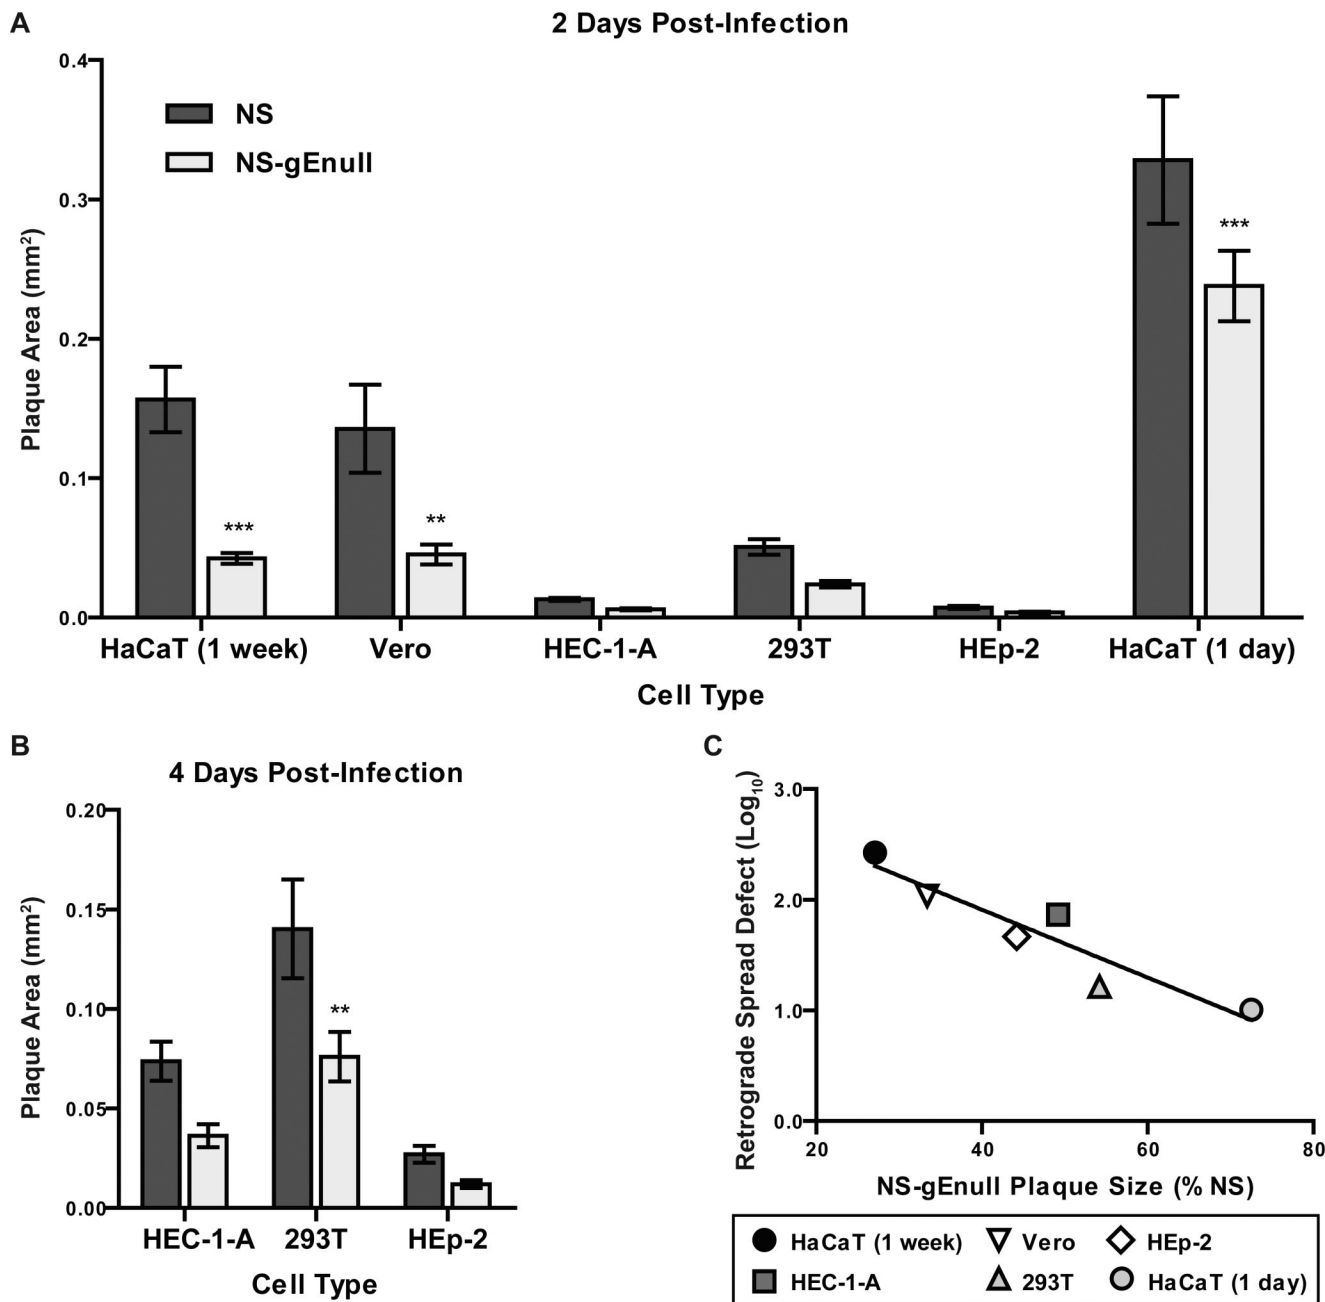 A
2 Days Post-Infection
0.4
0.3
0.2
0.1
0.0
Plaque Area (mm²)
NS
NS-gEnull
***
**
***
HaCaT (1 week) Vero HEC-1-A 293T HEp-2 HaCaT (1 day)
Cell Type
B
4 Days Post-Infection
0.20
0.15
0.10
0.05
0.00
Plaque Area (mm²)
**
HEC-1-A 293T HEp-2
Cell Type
C
Retrograde Spread Defect (Log₁₀)
3.0
2.0
1.0
0.0
20 40 60 80
NS-gEnull Plaque Size (% NS)
HaCaT (1 week) Vero HEp-2
HEC-1-A 293T HaCaT (1 day)